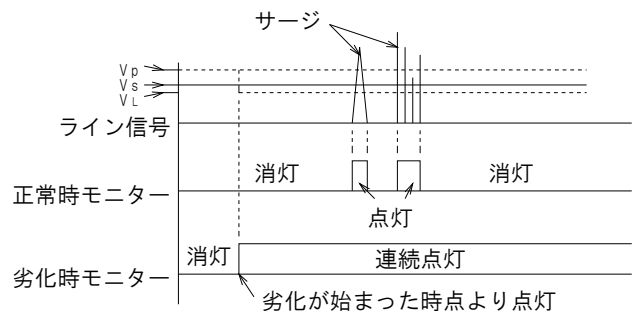 サージ
Vp
Vs
VL
ライン信号
消灯
消灯
正常時モニター
点灯
消灯
連続点灯
劣化時モニター
劣化が始まった時点より点灯